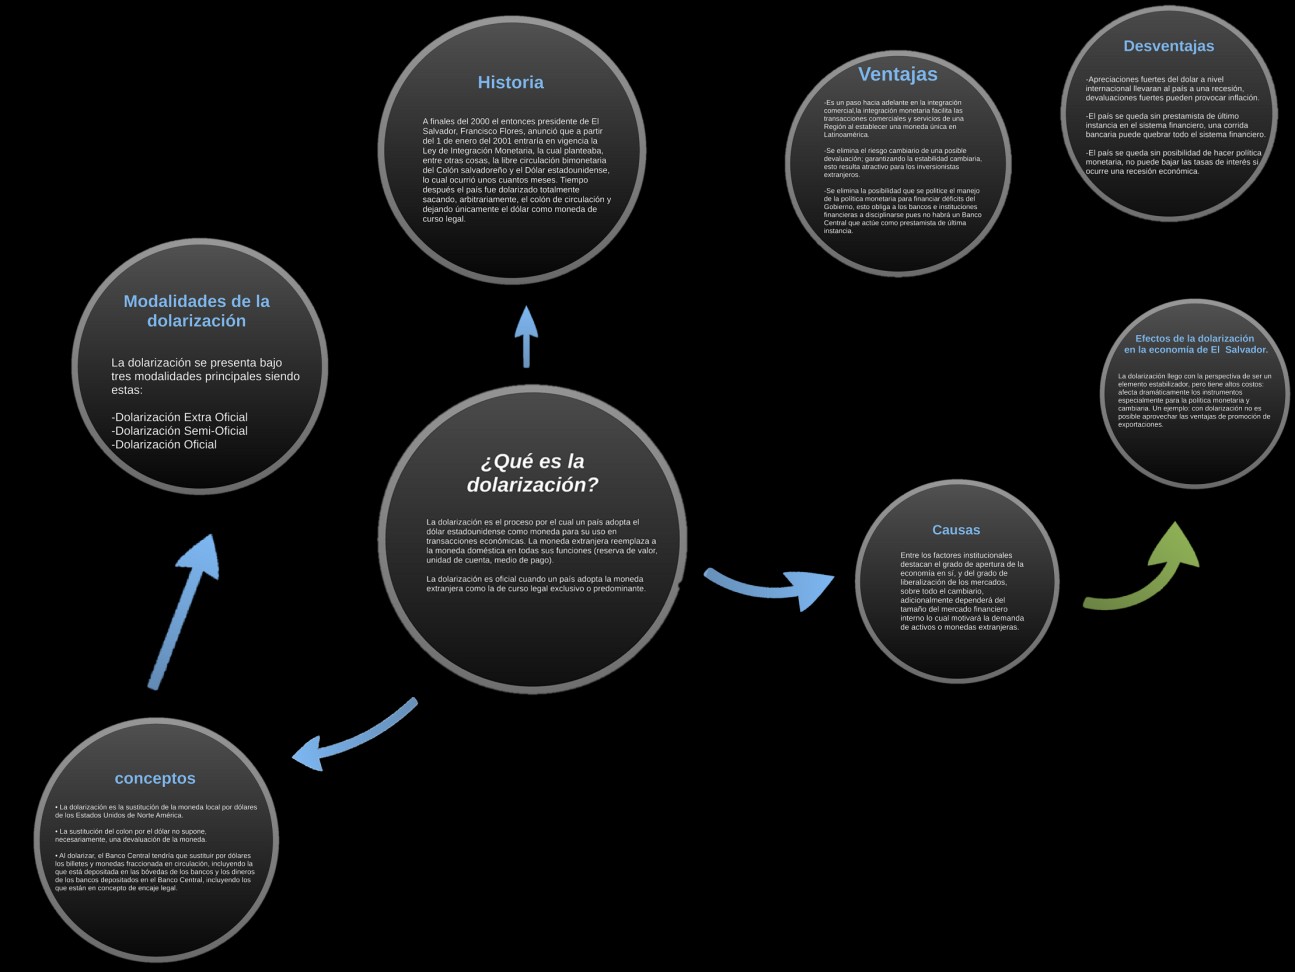 Historia
A finales del 2000 el entonces presidente de El
Salvador, Francisco Flores, anunció que a partir
del 1 de enero del 2001 entraría en vigencia la
Ley de Integración Monetaria, la cual planteaba,
entre otras cosas, la libre circulación bimonetaria
del Colón salvadoreño y el Dólar estadounidense,
lo cual ocurrió unos cuantos meses. Tiempo
después el país fue dolarizado totalmente
sacando, arbitrariamente, el colón de circulación y
dejando únicamente el dólar como moneda de
curso legal.
Ventajas
-Es un paso hacia adelante en la integración
comercial,la integración monetaria facilita las
transacciones comerciales y servicios de una
Región al establecer una moneda única en
Latinoamérica.
-Se elimina el riesgo cambiario de una posible
devaluación; garantizando la estabilidad cambiaria,
esto resulta atractivo para los inversionistas
extranjeros.
-Se elimina la posibilidad que se politice el manejo
de la política monetaria para financiar déficits del
Gobierno, esto obliga a los bancos e instituciones
financieras a disciplinarse pues no habrá un Banco
Central que actúe como prestamista de última
instancia.
Desventajas
-Apreciaciones fuertes del dolar a nivel
internacional llevaran al país a una recesión,
devaluaciones fuertes pueden provocar inflación.
-El país se queda sin prestamista de último
instancia en el sistema financiero, una corrida
bancaria puede quebrar todo el sistema financiero.
-El país se queda sin posibilidad de hacer política
monetaria, no puede bajar las tasas de interés si
ocurre una recesión económica.
Modalidades de la
dolarización
La dolarización se presenta bajo
tres modalidades principales siendo
estas:
-Dolarización Extra Oficial
-Dolarización Semi-Oficial
-Dolarización Oficial
Efectos de la dolarización
en la economía de El Salvador.
La dolarización llego con la perspectiva de ser un
elemento estabilizador, pero tiene altos costos:
afecta dramáticamente los instrumentos
especialmente para la política monetaria y
cambiaria. Un ejemplo: con dolarización no es
posible aprovechar las ventajas de promoción de
exportaciones.
¿Qué es la
dolarización?
La dolarización es el proceso por el cual un país adopta el
dólar estadounidense como moneda para su uso en
transacciones económicas. La moneda extranjera reemplaza a
la moneda doméstica en todas sus funciones (reserva de valor,
unidad de cuenta, medio de pago).
La dolarización es oficial cuando un país adopta la moneda
extranjera como la de curso legal exclusivo o predominante.
Causas
Entre los factores institucionales
destacan el grado de apertura de la
economía en sí, y del grado de
liberalización de los mercados,
sobre todo el cambiario,
adicionalmente dependerá del
tamaño del mercado financiero
interno lo cual motivará la demanda
de activos o monedas extranjeras.
conceptos
• La dolarización es la sustitución de la moneda local por dólares
de los Estados Unidos de Norte América.
• La sustitución del colon por el dólar no supone,
necesariamente, una devaluación de la moneda.
• Al dolarizar, el Banco Central tendría que sustituir por dólares
los billetes y monedas fraccionada en circulación, incluyendo la
que está depositada en las bóvedas de los bancos y los dineros
de los bancos depositados en el Banco Central, incluyendo los
que están en concepto de encaje legal.